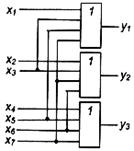 x₁ 1 y₁
x₂ 1
x₃ y₂
x₄ 1
x₅
x₆ y₃
x₇